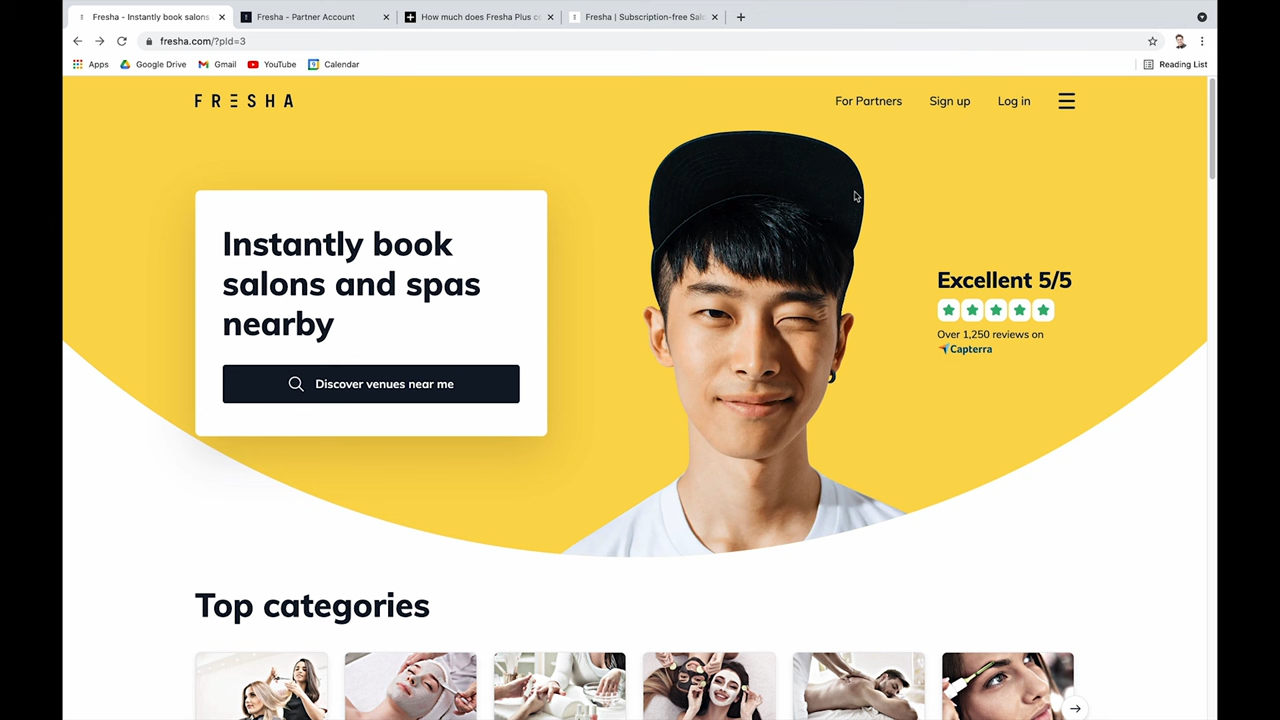 Fresha - Instantly book salons
Fresha - Partner Account
How much does Fresha Plus co
Fresha | Subscription-free Sal
fresha.com/?pId=3
Apps
Google Drive
Gmail
YouTube
Calendar
Reading List
FRESHA
For Partners
Sign up
Log in
Instantly book
salons and spas
nearby
Discover venues near me
Excellent 5/5
Over 1,250 reviews on
Capterra
Top categories